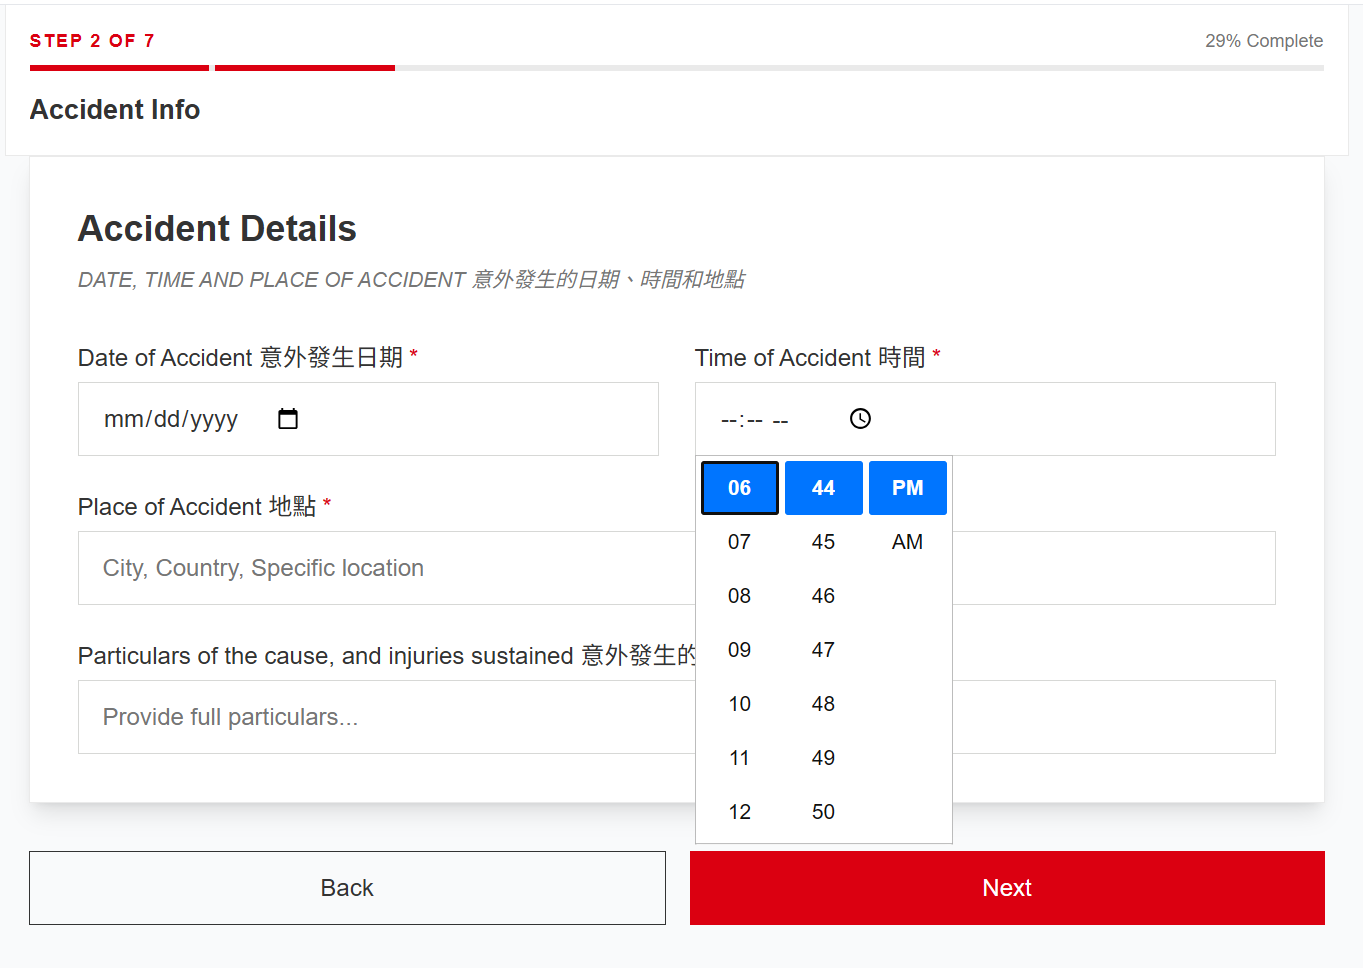 STEP 2 OF 7
29% Complete
Accident Info
Accident Details
DATE, TIME AND PLACE OF ACCIDENT 意外發生的日期、時間和地點
Date of Accident 意外發生日期 *
Time of Accident 時間 *
mm/dd/yyyy
--:-- --
06 44 PM
07 45 AM
08 46
09 47
10 48
11 49
12 50
Place of Accident 地點 *
City, Country, Specific location
Particulars of the cause, and injuries sustained 意外發生的
Provide full particulars...
Back
Next